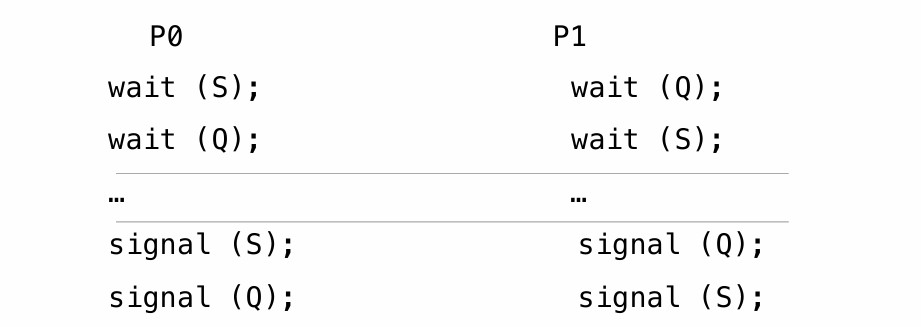 P0 P1
wait (S); wait (Q);
wait (Q); wait (S);
… …
signal (S); signal (Q);
signal (Q); signal (S);